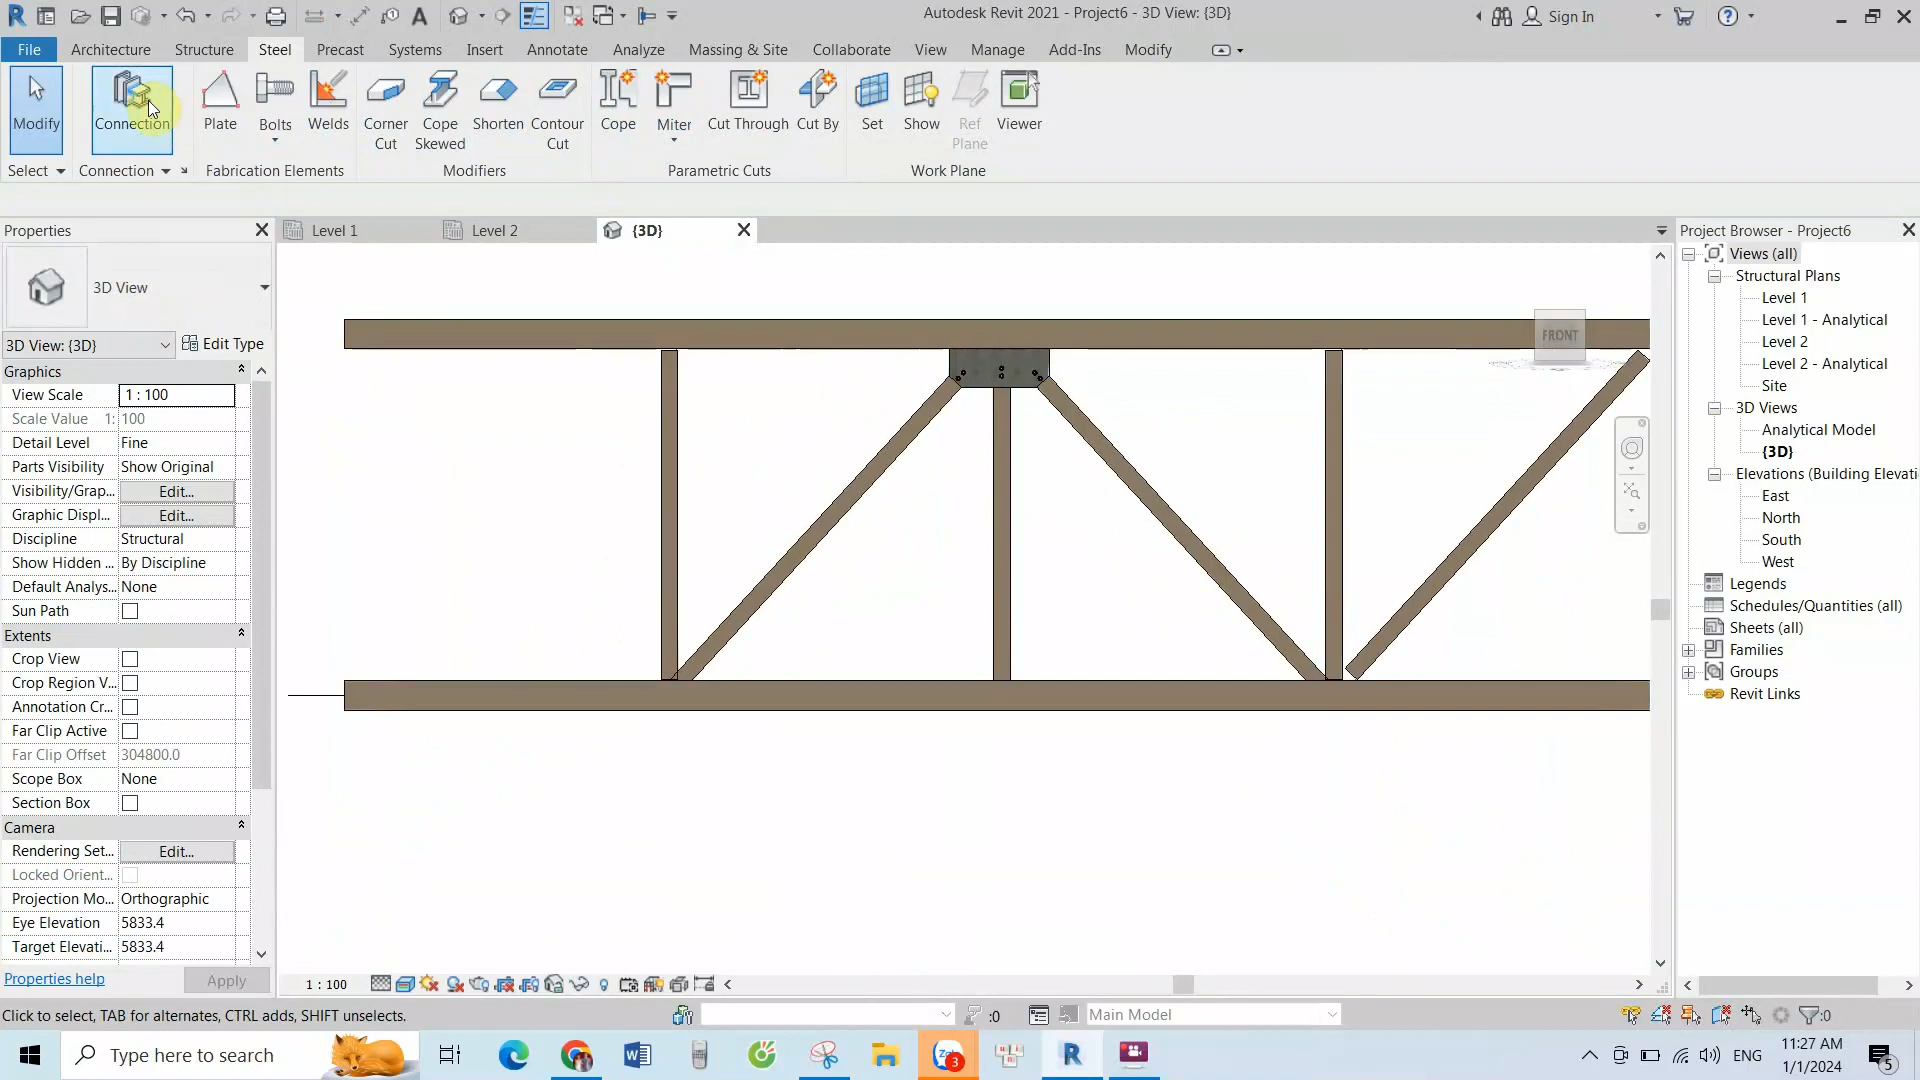 Autodesk Revit 2021 - Project6 - 3D View: {3D}
Sign In
File
Architecture
Structure
Steel
Precast
Systems
Insert
Annotate
Analyze
Massing & Site
Collaborate
View
Manage
Add-Ins
Modify
Modify
Connection
Plate
Bolts
Welds
Corner
Cut
Cope
Skewed
Shorten
Contour
Cut
Cope
Miter
Cut Through
Cut By
Set
Show
Ref
Plane
Viewer
Select
Connection
Fabrication Elements
Modifiers
Parametric Cuts
Work Plane
Properties
3D View
3D View: {3D}
Edit Type
Graphics
View Scale
1 : 100
Scale Value 1:
100
Detail Level
Fine
Parts Visibility
Show Original
Visibility/Grap...
Edit...
Graphic Displ...
Edit...
Discipline
Structural
Show Hidden ...
By Discipline
Default Analys...
None
Sun Path
Extents
Crop View
Crop Region V...
Annotation Cr...
Far Clip Active
Far Clip Offset
304800.0
Scope Box
None
Section Box
Camera
Rendering Set...
Edit...
Locked Orient...
Projection Mo...
Orthographic
Eye Elevation
5833.4
Target Elevati...
5833.4
Properties help
Apply
Level 1
Level 2
{3D}
FRONT
1 : 100
Project Browser - Project6
Views (all)
Structural Plans
Level 1
Level 1 - Analytical
Level 2
Level 2 - Analytical
Site
3D Views
Analytical Model
{3D}
Elevations (Building Elevati
East
North
South
West
Legends
Schedules/Quantities (all)
Sheets (all)
Families
Groups
Revit Links
Click to select, TAB for alternates, CTRL adds, SHIFT unselects.
:0
Main Model
:0
Type here to search
3
ENG
11:27 AM
1/1/2024
5